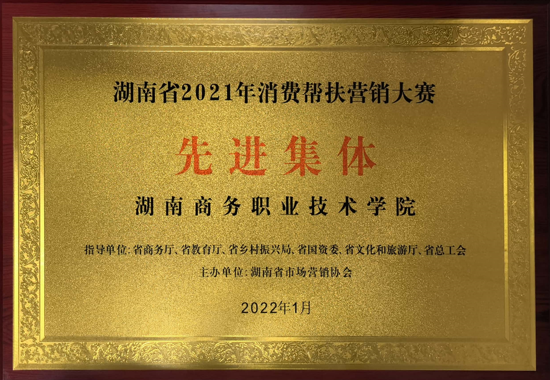 湖南省2021年消费帮扶营销大赛
先进集体
湖南商务职业技术学院
指导单位:省商务厅、省教育厅、省乡村振兴局、省国资委、省文化和旅游厅、省总工会
主办单位:湖南省市场营销协会
2022年1月